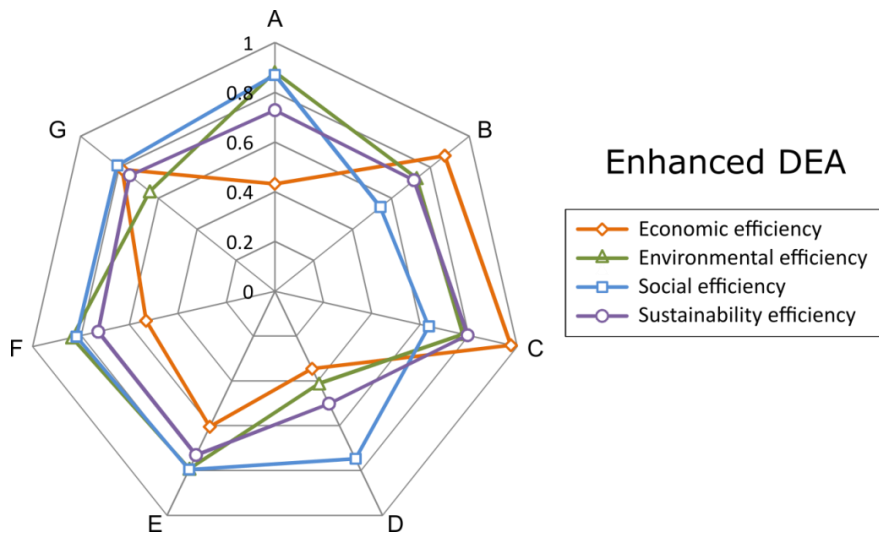 A
1
0.8
G
B
0.6
Enhanced DEA
0.4
Economic efficiency
0.2
Environmental efficiency
0
Social efficiency
Sustainability efficiency
F
C
E
D